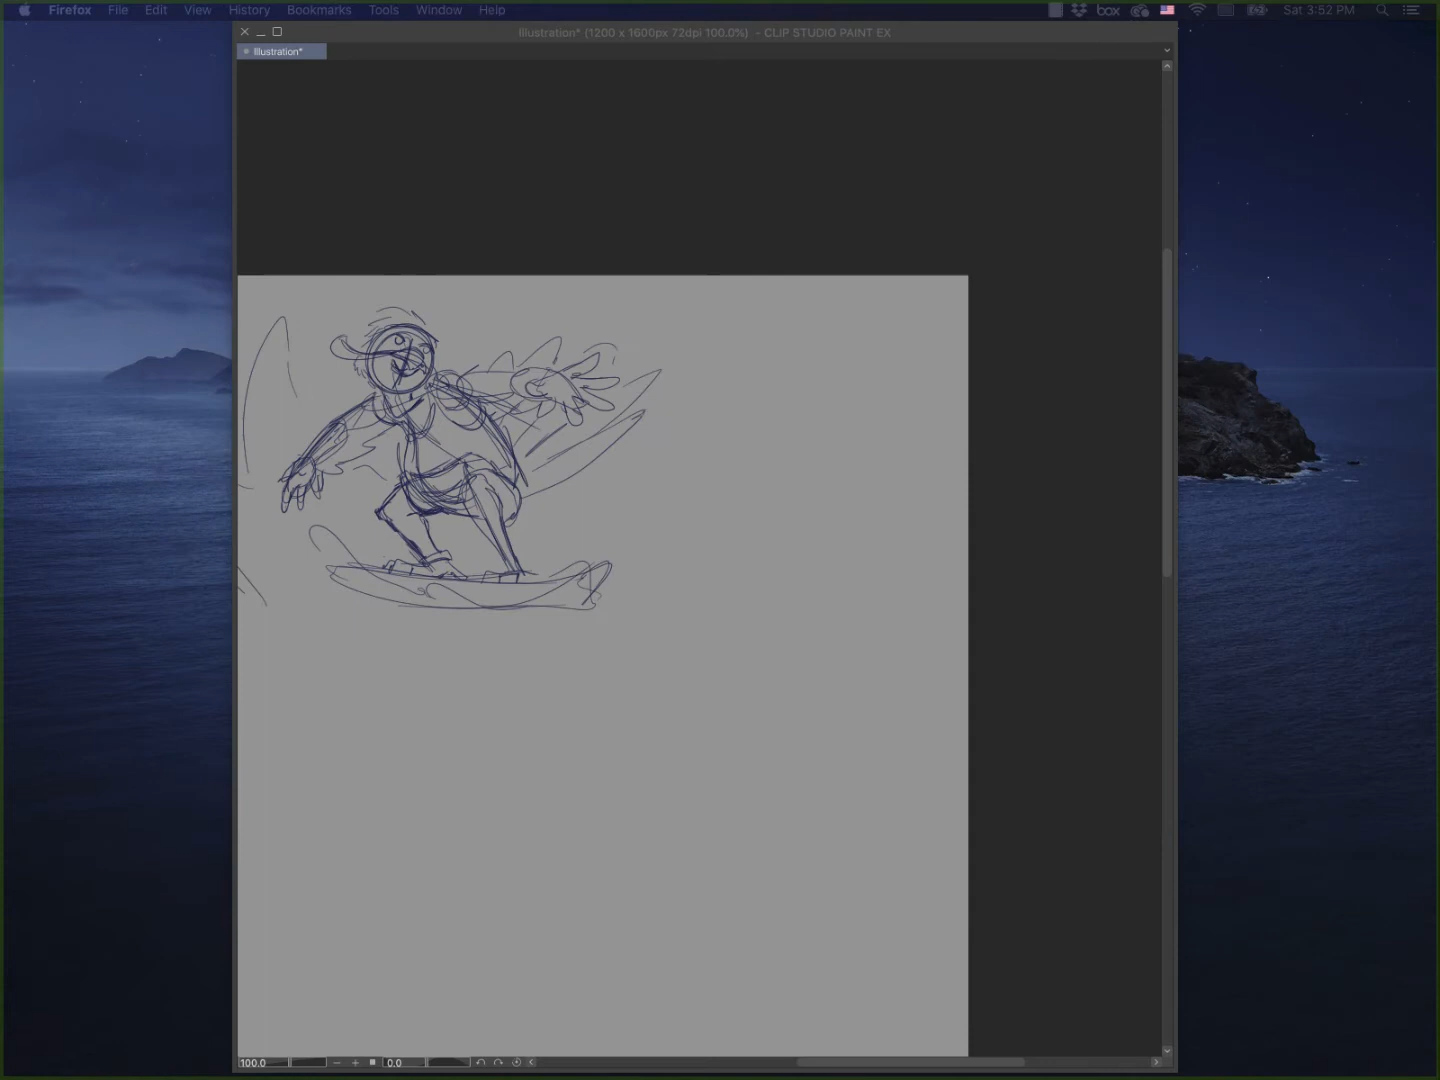 Firefox File Edit View History Bookmarks Tools Window Help box Sat 3:52 PM
Illustration* (1200 x 1600px 72dpi 100.0%) - CLIP STUDIO PAINT EX
Illustration*
100.0 0.0